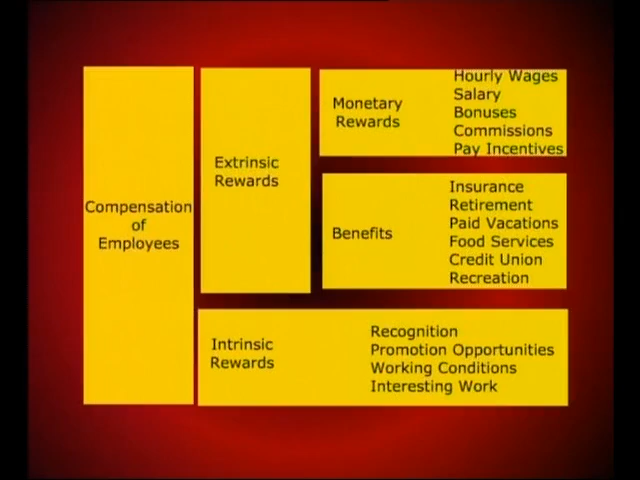 Compensation
of
Employees
Extrinsic
Rewards
Monetary
Rewards
Hourly Wages
Salary
Bonuses
Commissions
Pay Incentives
Benefits
Insurance
Retirement
Paid Vacations
Food Services
Credit Union
Recreation
Intrinsic
Rewards
Recognition
Promotion Opportunities
Working Conditions
Interesting Work